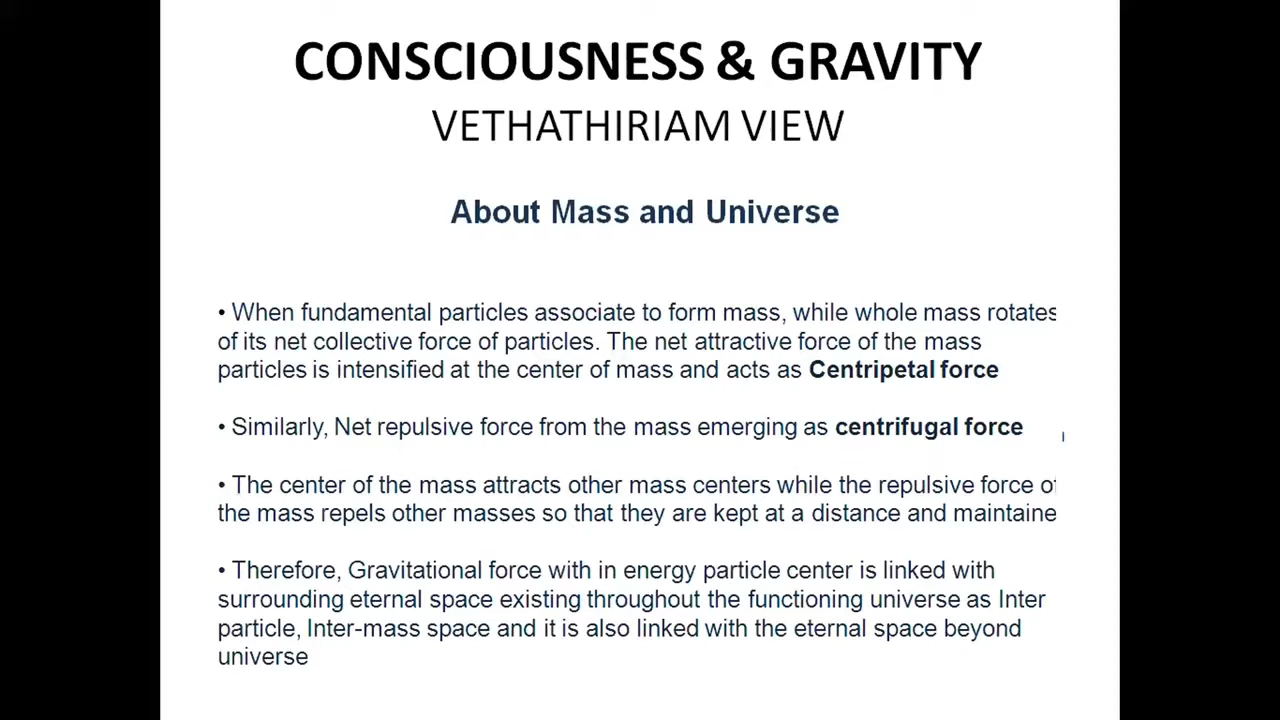 CONSCIOUSNESS & GRAVITY
VETHATHIRIAM VIEW
About Mass and Universe
• When fundamental particles associate to form mass, while whole mass rotates
of its net collective force of particles. The net attractive force of the mass
particles is intensified at the center of mass and acts as Centripetal force
• Similarly, Net repulsive force from the mass emerging as centrifugal force
• The center of the mass attracts other mass centers while the repulsive force of
the mass repels other masses so that they are kept at a distance and maintaine
• Therefore, Gravitational force with in energy particle center is linked with
surrounding eternal space existing throughout the functioning universe as Inter
particle, Inter-mass space and it is also linked with the eternal space beyond
universe